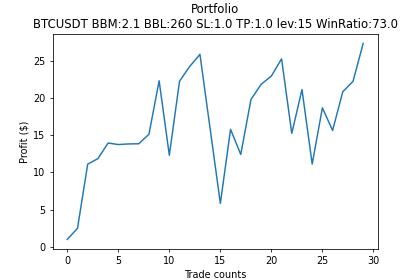 Portfolio
BTCUSDT BBM:2.1 BBL:260 SL:1.0 TP:1.0 lev:15 WinRatio:73.0
25
20
15
10
5
0
Profit ($)
0 5 10 15 20 25 30
Trade counts